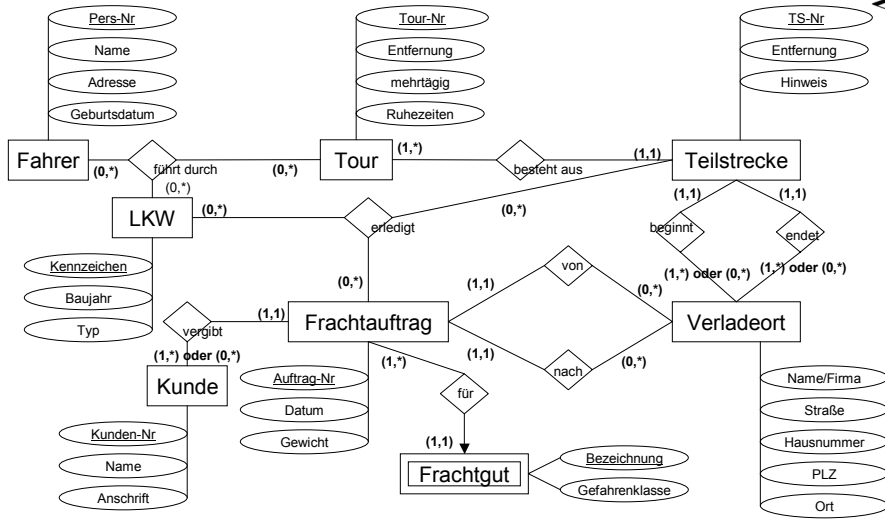 Pers-Nr
Name
Adresse
Geburtsdatum
Fahrer
(0,*)
führt durch
(0,*)
(0,*)
Tour-Nr
Entfernung
mehrtägig
Ruhezeiten
Tour
(1,*)
besteht aus
(1,1)
TS-Nr
Entfernung
Hinweis
Teilstrecke
LKW
(0,*)
erledigt
(0,*)
(0,*)
Kennzeichen
Baujahr
Typ
(1,1)
(1,1)
beginnt
endet
(1,*) oder (0,*)
(1,*) oder (0,*)
Frachtauftrag
(1,1)
von
(0,*)
(1,1)
nach
(0,*)
Verladeort
vergibt
(1,1)
(1,*) oder (0,*)
Kunde
Kunden-Nr
Name
Anschrift
Auftrag-Nr
Datum
Gewicht
(1,*)
für
(1,1)
Frachtgut
Bezeichnung
Gefahrenklasse
Name/Firma
Straße
Hausnummer
PLZ
Ort